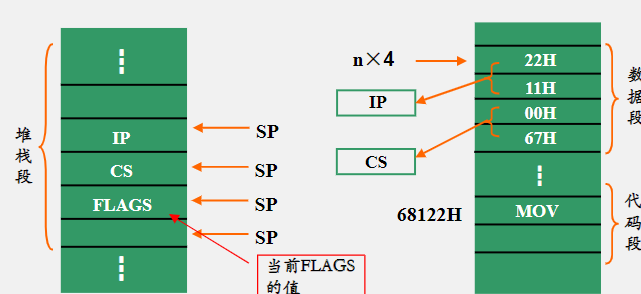 堆
栈
段
IP
CS
FLAGS
SP
SP
SP
SP
当前FLAGS
的值
n×4
IP
CS
68122H
22H
11H
00H
67H
MOV
数
据
段
代
码
段